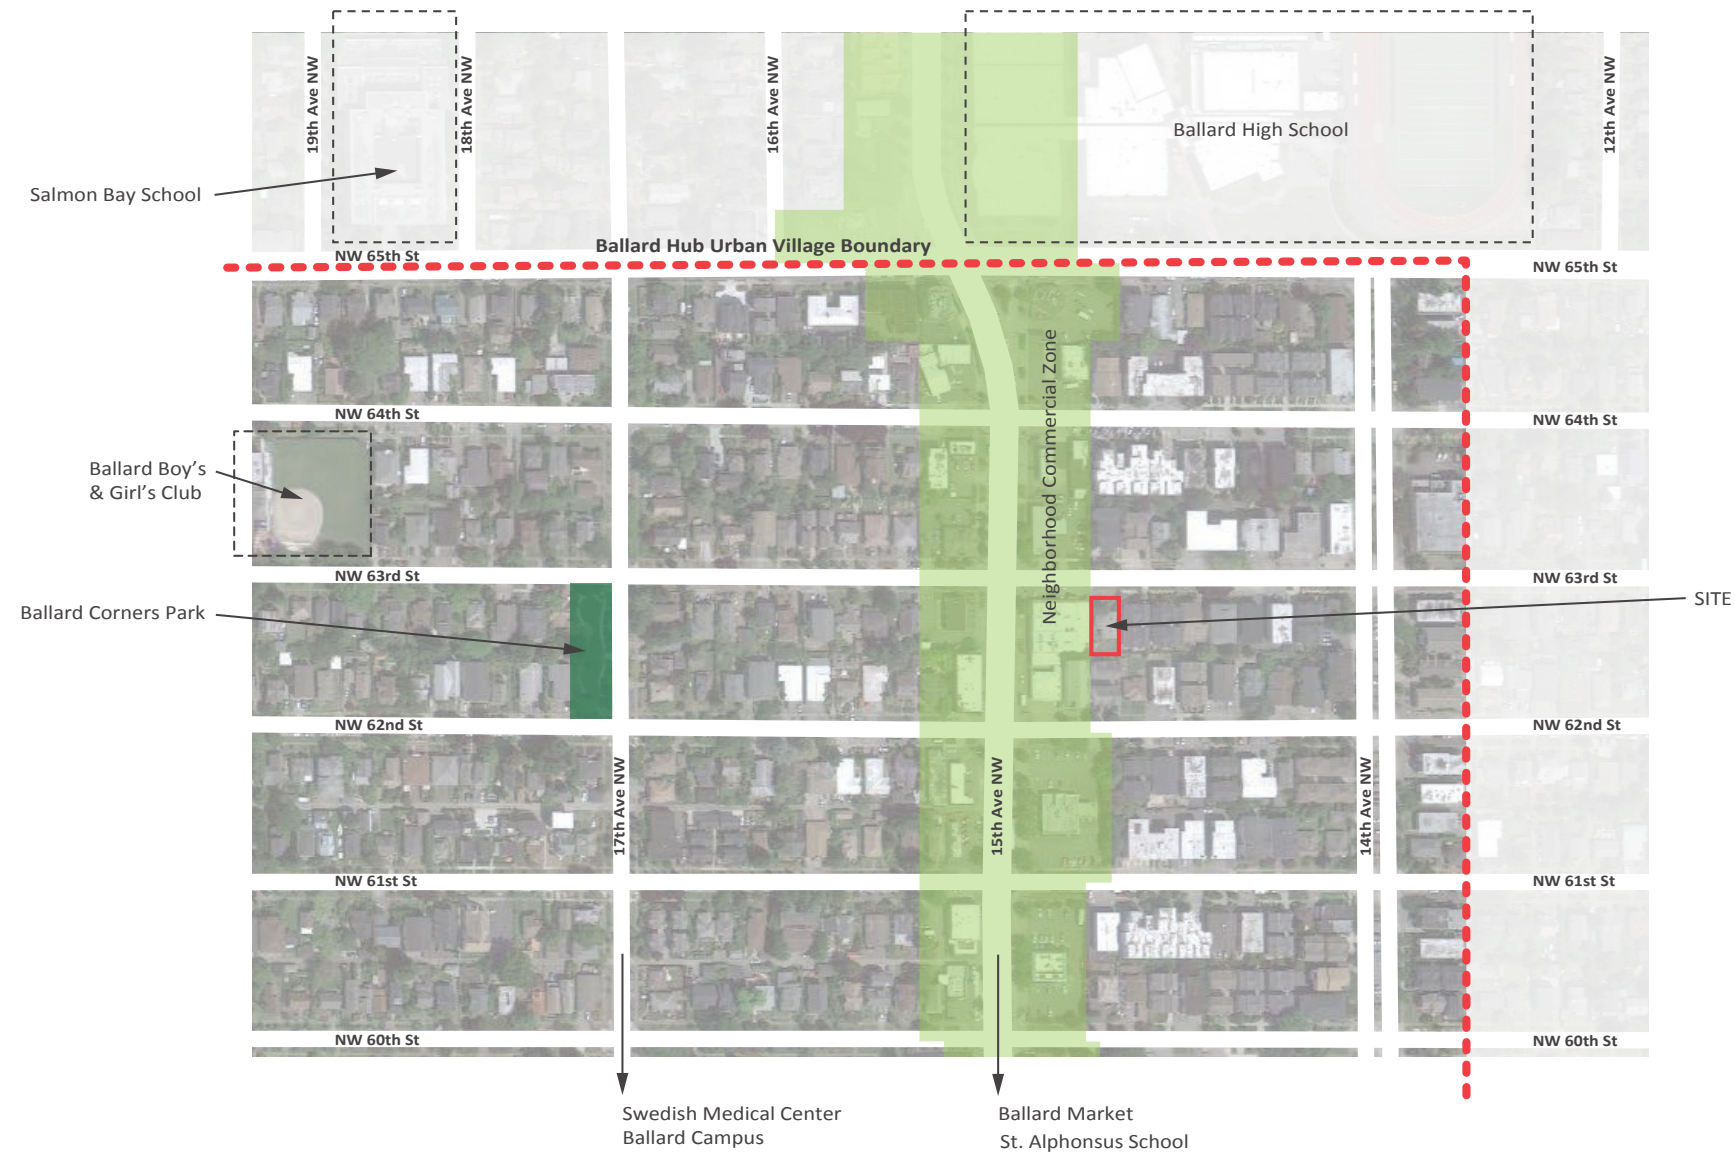 19th Ave NW
18th Ave NW
16th Ave NW
12th Ave NW
Ballard High School
Salmon Bay School
Ballard Hub Urban Village Boundary
NW 65th St
NW 65th St
Neighborhood Commercial Zone
NW 64th St
NW 64th St
Ballard Boy's
& Girl's Club
NW 63rd St
NW 63rd St
Ballard Corners Park
SITE
NW 62nd St
NW 62nd St
17th Ave NW
15th Ave NW
14th Ave NW
NW 61st St
NW 61st St
NW 60th St
NW 60th St
Swedish Medical Center
Ballard Campus
Ballard Market
St. Alphonsus School